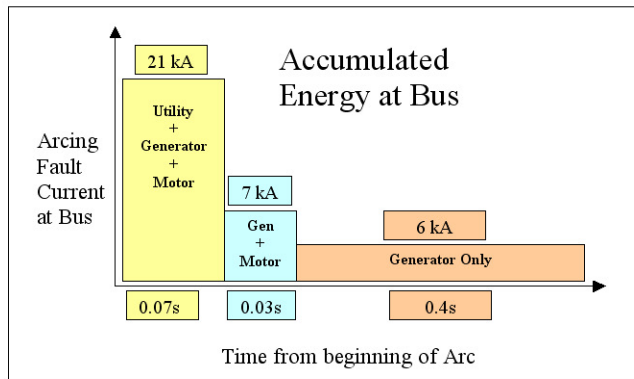 21 kA
Accumulated
Energy at Bus
Utility
+
Generator
+
Motor
Arcing
Fault
Current
at Bus
7 kA
Gen
+
Motor
6 kA
Generator Only
0.07s
0.03s
0.4s
Time from beginning of Arc